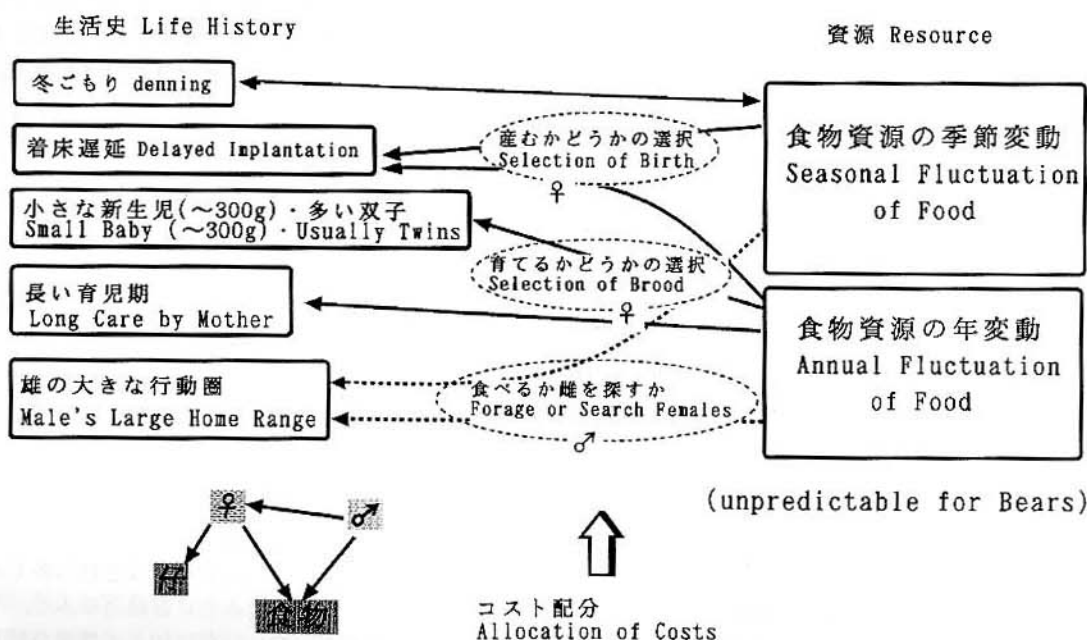 生活史 Life History
資源 Resource
冬ごもり denning
着床遅延 Delayed Implantation
小さな新生児(~300g)・多い双子
Small Baby (~300g)・Usually Twins
長い育児期
Long Care by Mother
雄の大きな行動圏
Male's Large Home Range
産むかどうかの選択
Selection of Birth
♀
育てるかどうかの選択
Selection of Brood
♀
食べるか雌を探すか
Forage or Search Females
♂
食物資源の季節変動
Seasonal Fluctuation
of Food
食物資源の年変動
Annual Fluctuation
of Food
(unpredictable for Bears)
♀
♂
仔
食物
コスト配分
Allocation of Costs